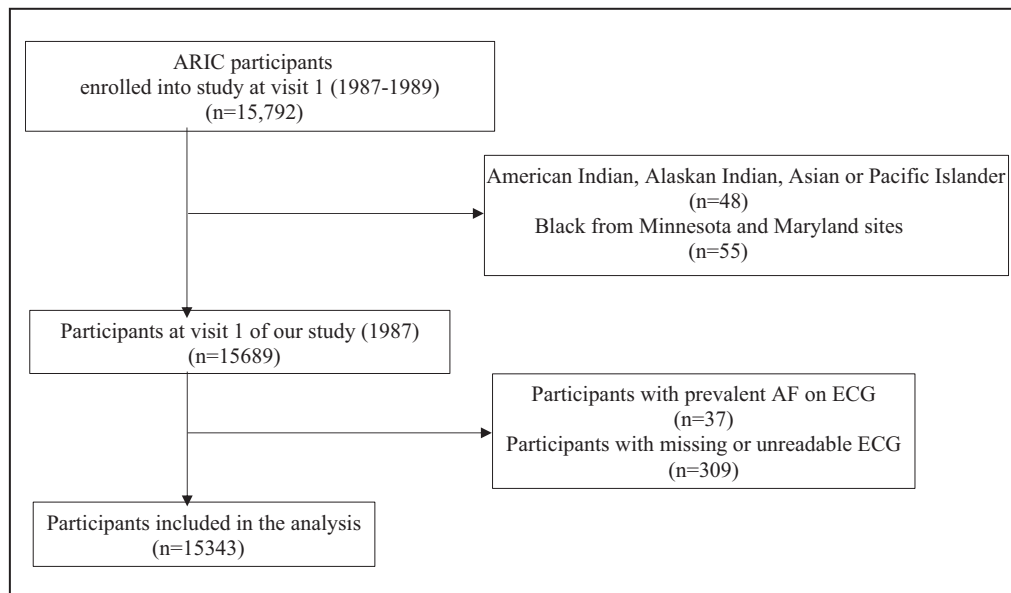 ARIC participants
enrolled into study at visit 1 (1987-1989)
(n=15,792)
American Indian, Alaskan Indian, Asian or Pacific Islander
(n=48)
Black from Minnesota and Maryland sites
(n=55)
Participants at visit 1 of our study (1987)
(n=15689)
Participants with prevalent AF on ECG
(n=37)
Participants with missing or unreadable ECG
(n=309)
Participants included in the analysis
(n=15343)